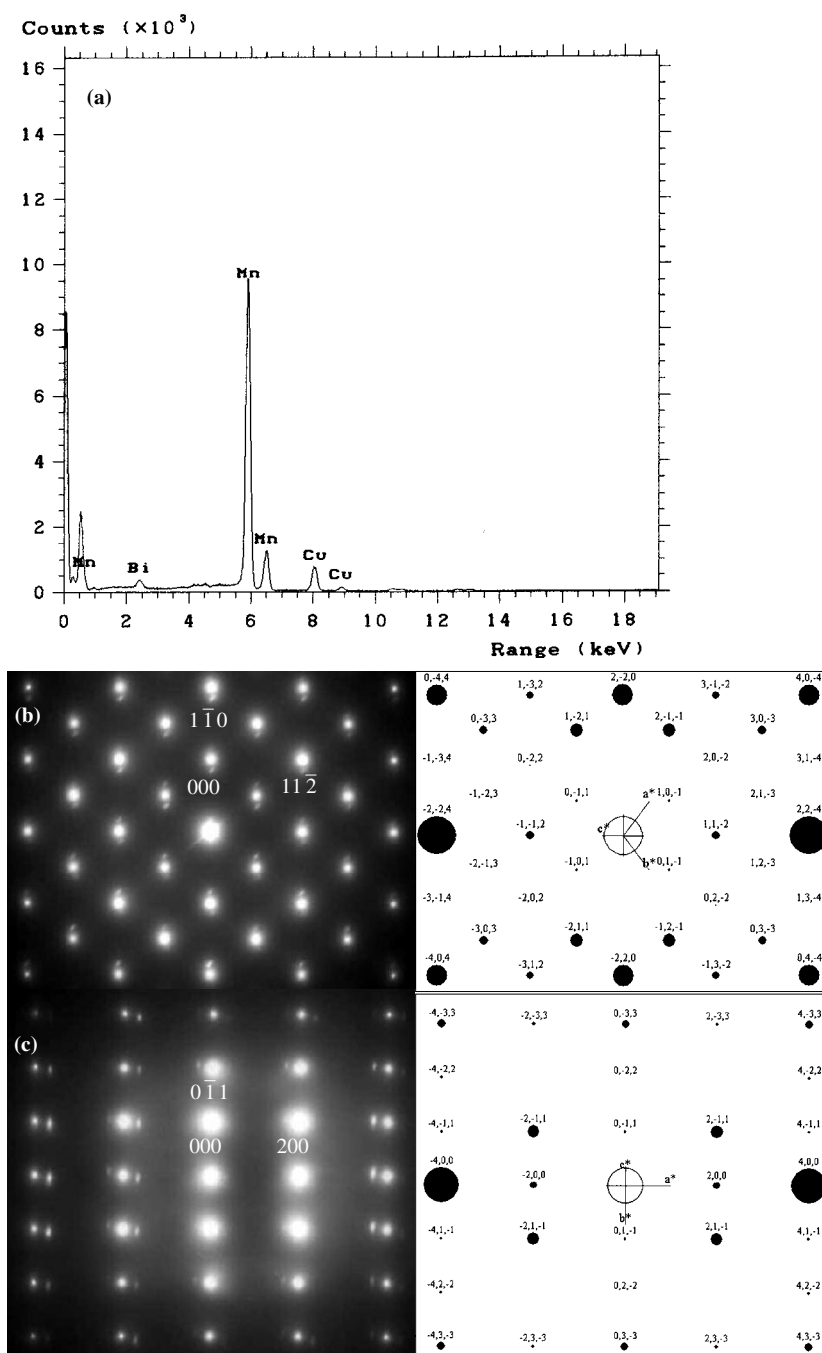 Counts (×10³)
(a)
16
14
12
10
8
6
4
2
0
Mn
Mn
Bi
Mn
Cu
Cu
0 2 4 6 8 10 12 14 16 18
Range (keV)
(b)
11̅0
000
112̅
0,-4,4 1,-3,2 2,-2,0 3,-1,-2 4,0,-4
0,-3,3 1,-2,1 2,-1,-1 3,0,-3
-1,-3,4 0,-2,2 2,0,-2 3,1,-4
-1,-2,3 0,-1,1 a* 1,0,-1 2,1,-3
-2,-2,4 -1,-1,2 c* 1,1,-2 2,2,-4
-2,-1,3 -1,0,1 b* 0,1,-1 1,2,-3
-3,-1,4 -2,0,2 0,2,-2 1,3,-4
-3,0,3 -2,1,1 -1,2,-1 0,3,-3
-4,0,4 -3,1,2 -2,2,0 -1,3,-2 0,4,-4
(c)
01̅1
000
200
-4,-3,3 -2,-3,3 0,-3,3 2,-3,3 4,-3,3
-4,-2,2 0,-2,2 4,-2,2
-4,-1,1 -2,-1,1 0,-1,1 2,-1,1 4,-1,1
-4,0,0 -2,0,0 c* a* 2,0,0 4,0,0
b*
-4,1,-1 -2,1,-1 0,1,-1 2,1,-1 4,1,-1
-4,2,-2 0,2,-2 4,2,-2
-4,3,-3 -2,3,-3 0,3,-3 2,3,-3 4,3,-3